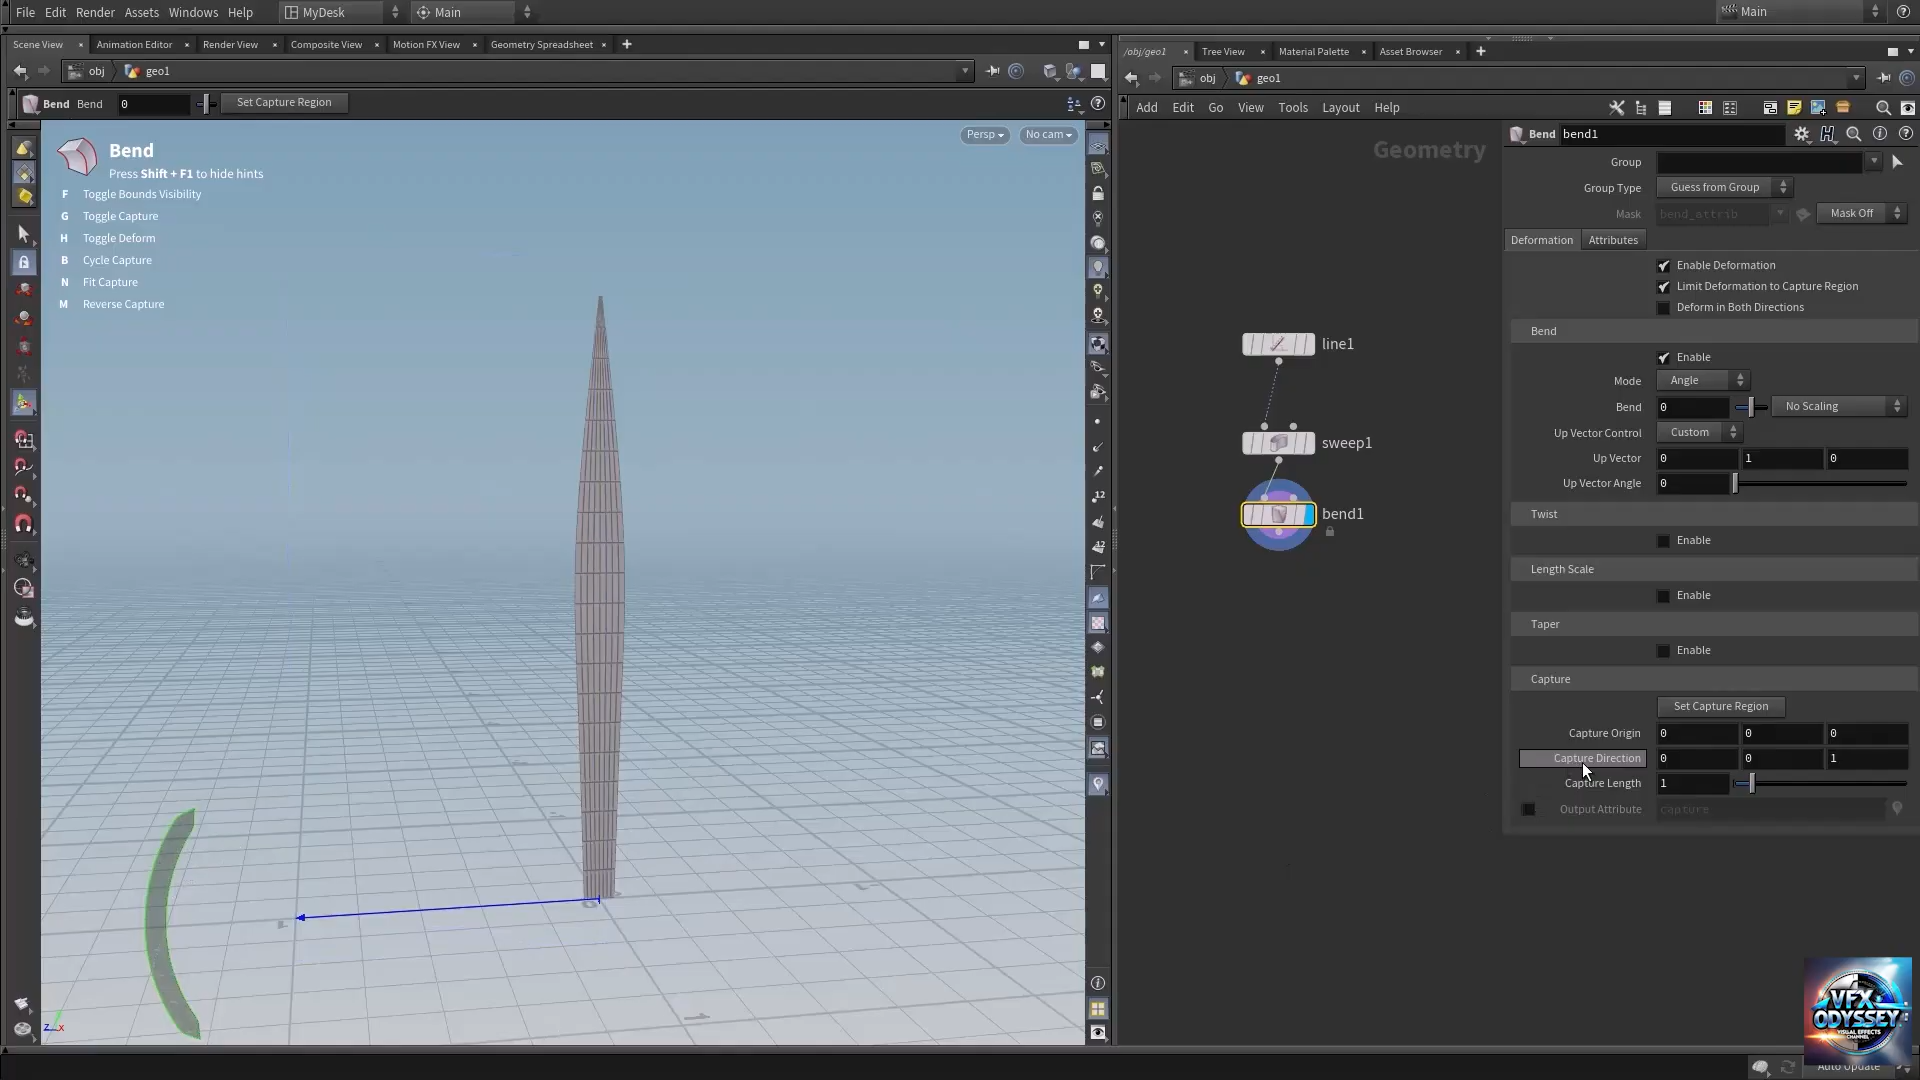 File Edit Render Assets Windows Help MyDesk Main Main
Scene View Animation Editor Render View Composite View Motion FX View Geometry Spreadsheet
/obj/geo1 Tree View Material Palette Asset Browser
obj geo1
obj geo1
Bend Bend 0 Set Capture Region
Add Edit Go View Tools Layout Help
Bend
Press Shift + F1 to hide hints
F Toggle Bounds Visibility
G Toggle Capture
H Toggle Deform
B Cycle Capture
N Fit Capture
M Reverse Capture
Persp No cam
12
12
z x
Geometry
line1
sweep1
bend1
Bend bend1
Group
Group Type Guess from Group
Mask bend_attrib Mask Off
Deformation Attributes
Enable Deformation
Limit Deformation to Capture Region
Deform in Both Directions
Bend
Enable
Mode Angle
Bend 0 No Scaling
Up Vector Control Custom
Up Vector 0 1 0
Up Vector Angle 0
Twist
Enable
Length Scale
Enable
Taper
Enable
Capture
Set Capture Region
Capture Origin 0 0 0
Capture Direction 0 0 1
Capture Length 1
Output Attribute capture
VFX
ODYSSEY
VISUAL EFFECTS
Auto Update